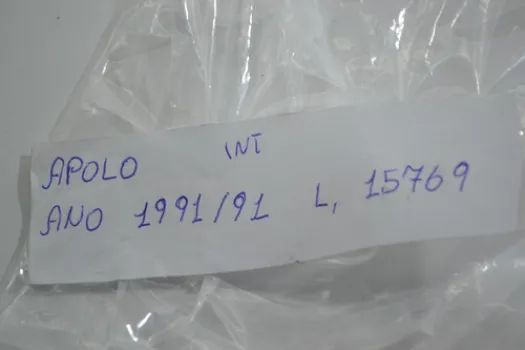 APOLO INT
ANO 1991/91 L, 15769